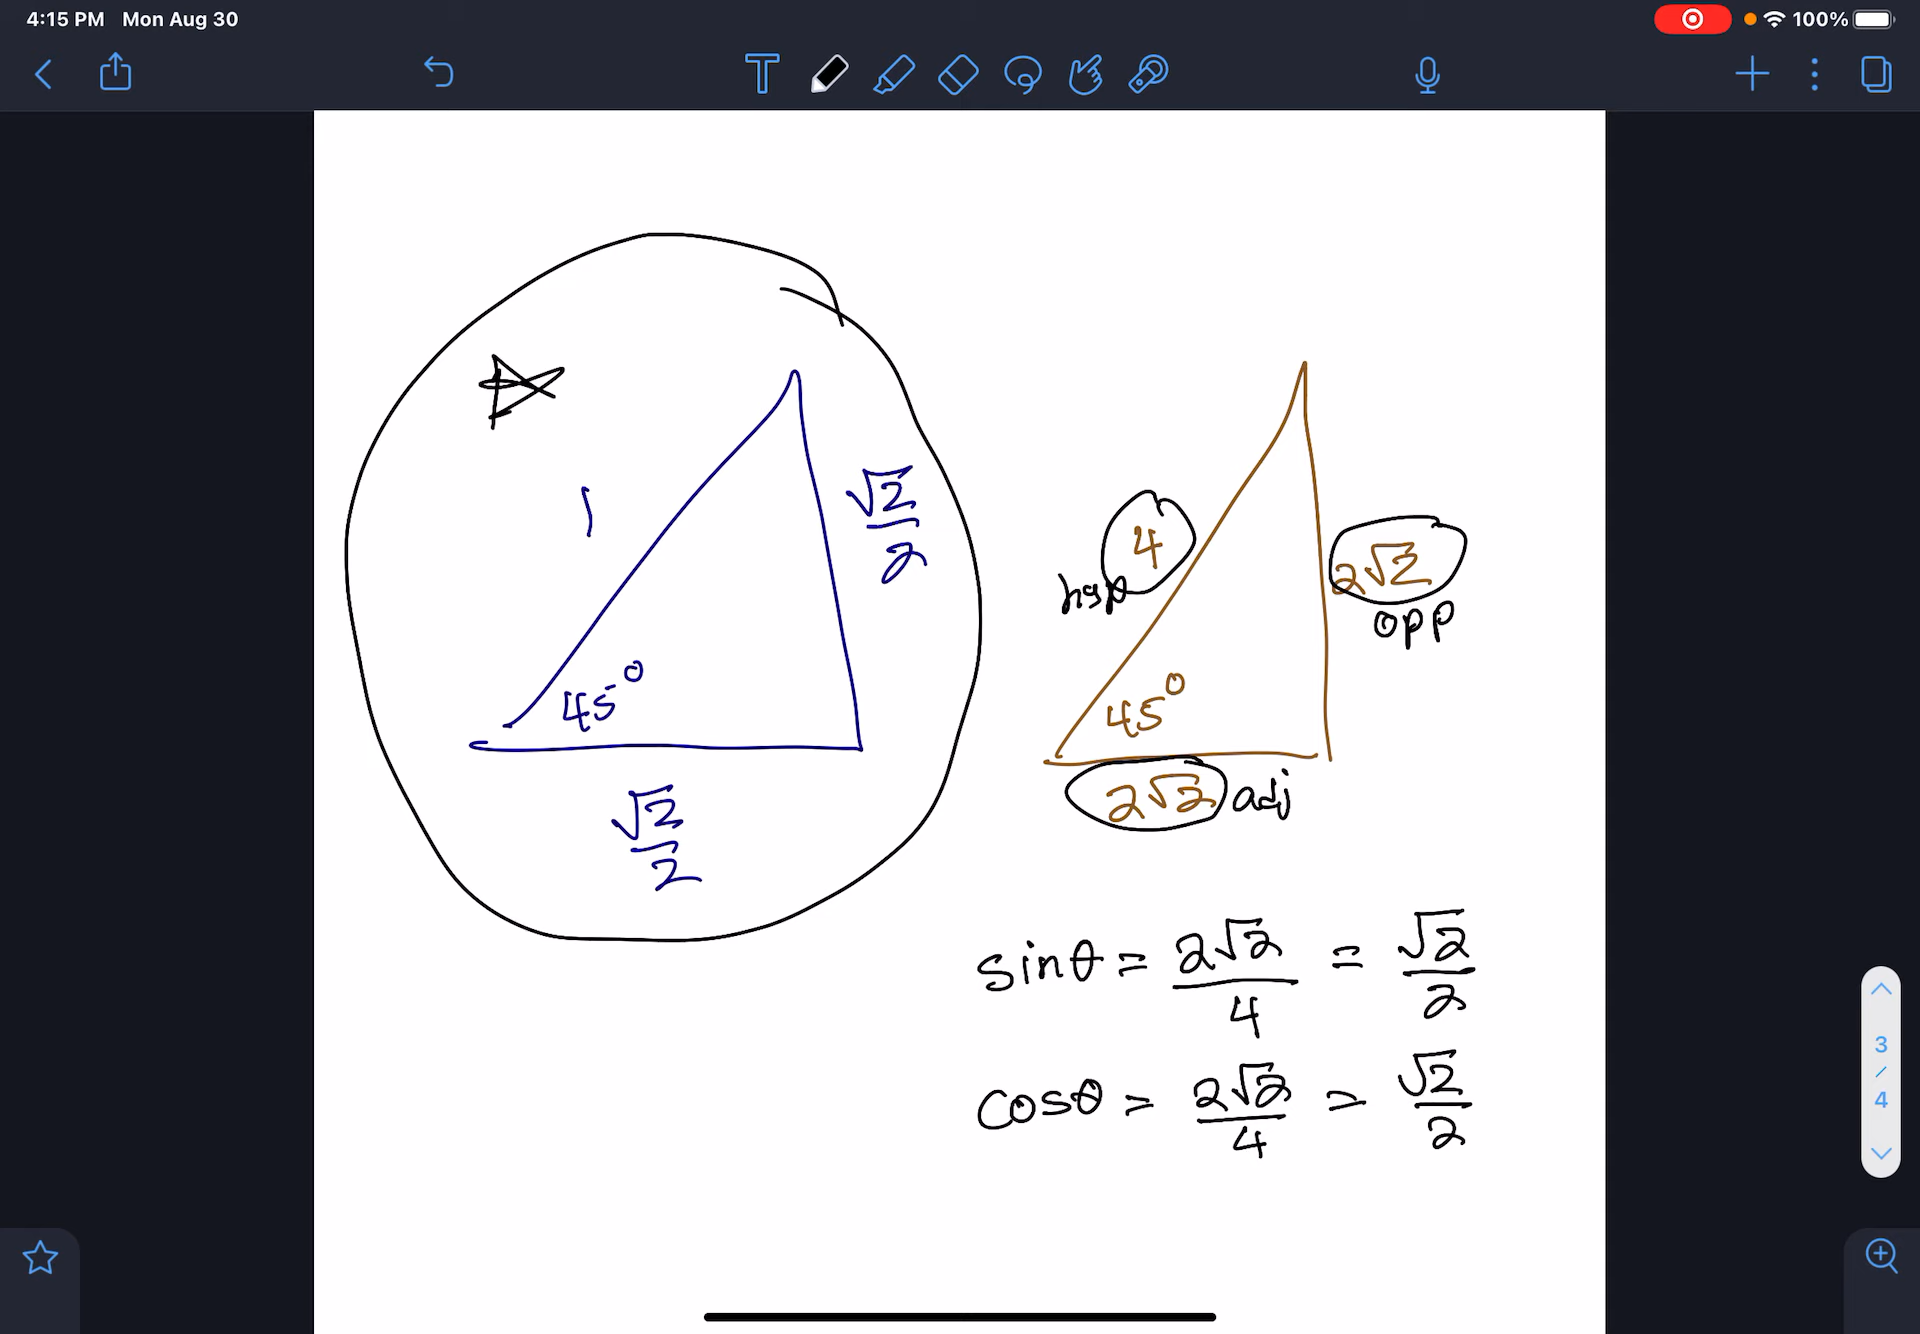 4:15 PM Mon Aug 30
100%
T
1
√2/2
45°
√2/2
4
hyp
2√2
opp
45°
2√2 adj
sinθ = 2√2/4 = √2/2
cosθ = 2√2/4 = √2/2
3
/
4